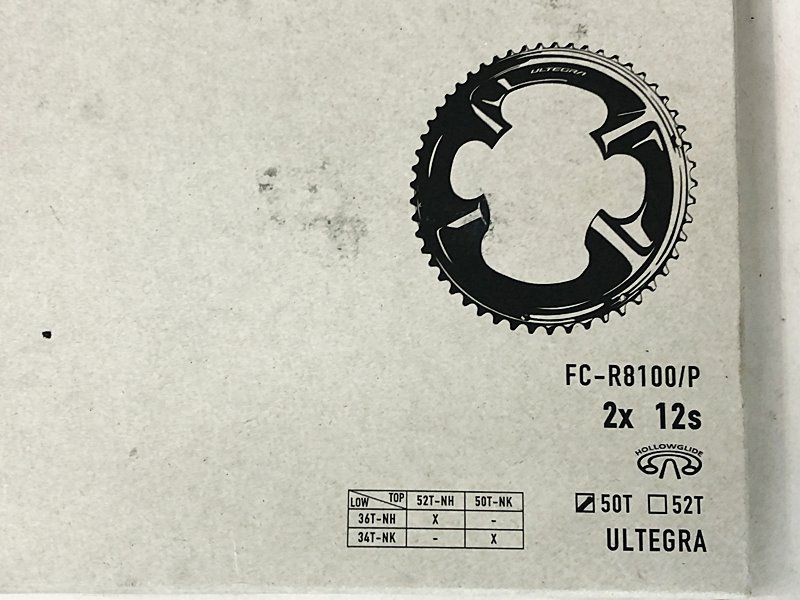 ULTEGRA
FC-R8100/P
2x 12s
HOLLOWGLIDE
50T 52T
ULTEGRA
LOW TOP 52T-NH 50T-NK
36T-NH X -
34T-NK - X